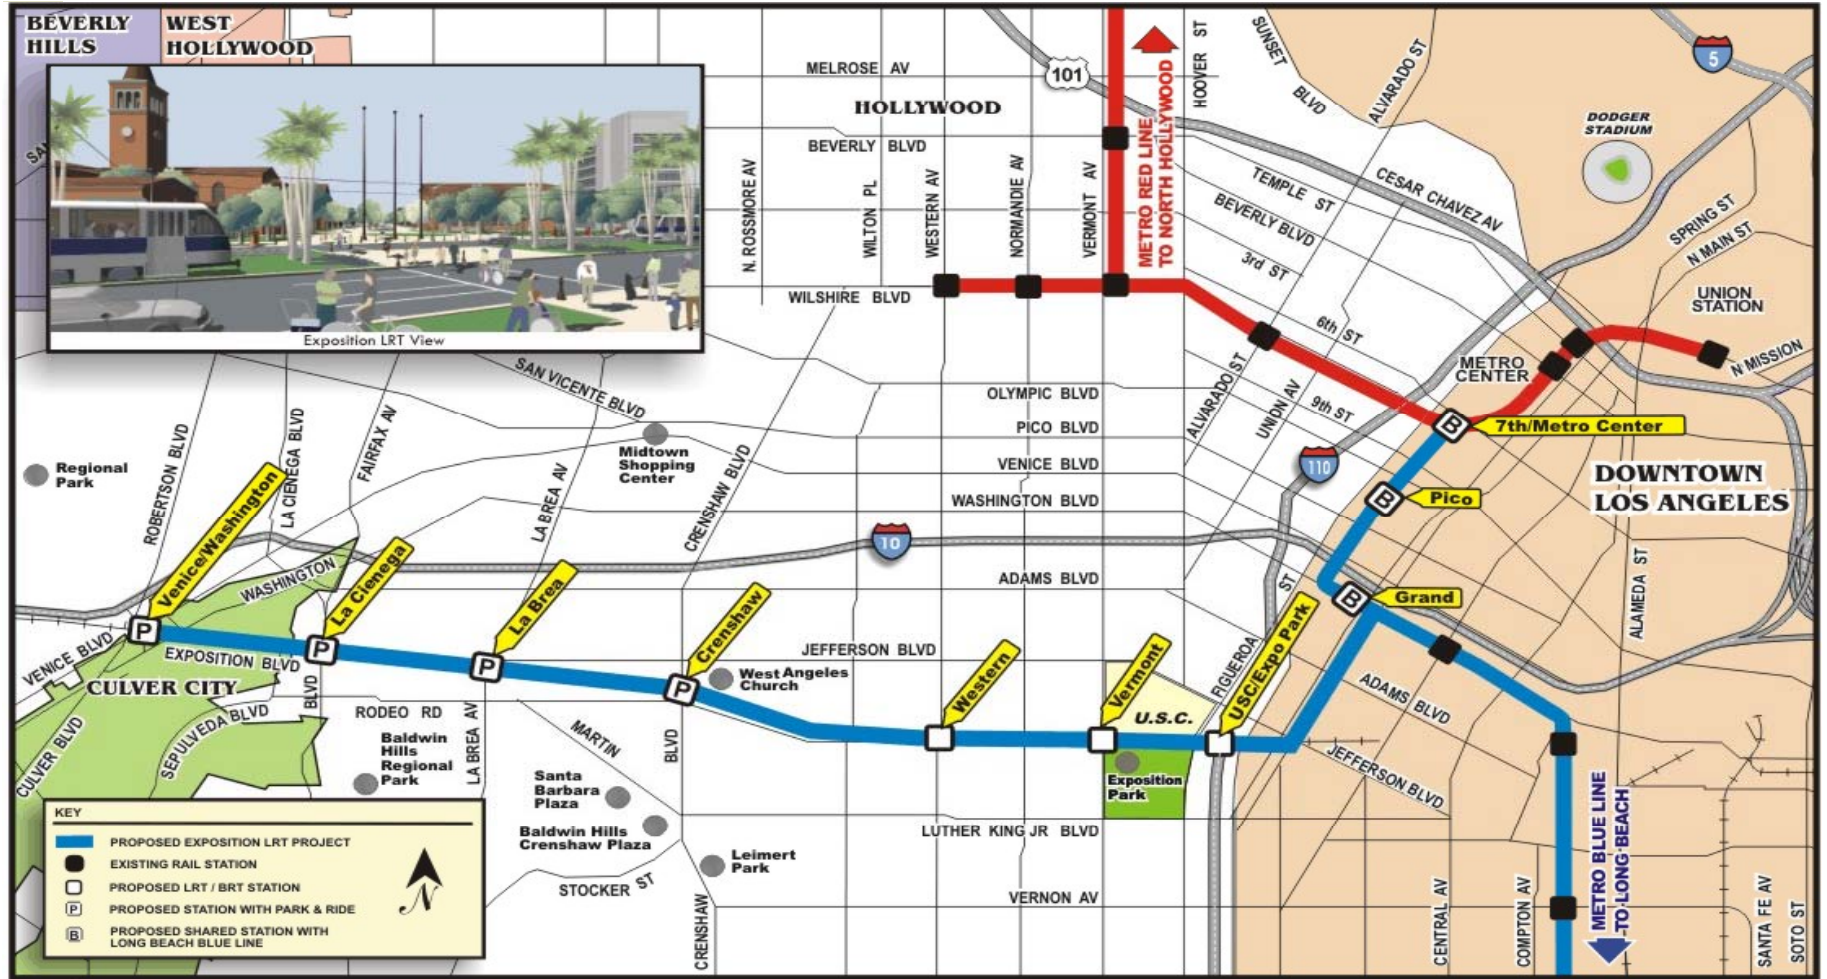 BEVERLY
HILLS
WEST
HOLLYWOOD
Exposition LRT View
MELROSE AV
HOLLYWOOD
BEVERLY BLVD
N. ROSSMORE AV
WILTON PL
WESTERN AV
NORMANDIE AV
VERMONT AV
METRO RED LINE
TO NORTH HOLLYWOOD
HOOVER ST
101
SUNSET
BLVD
ALVARADO ST
5
DODGER
STADIUM
TEMPLE ST
CESAR CHAVEZ AV
BEVERLY BLVD
3rd ST
SPRING ST
N MAIN ST
UNION
STATION
WILSHIRE BLVD
6th ST
METRO
CENTER
N MISSION
SAN VICENTE BLVD
OLYMPIC BLVD
ALVARADO ST
UNION AV
9th ST
7th/Metro Center
PICO BLVD
ROBERTSON BLVD
LA CIENEGA BLVD
FAIRFAX AV
Midtown
Shopping
Center
LA BREA AV
CRENSHAW BLVD
VENICE BLVD
110
Regional
Park
DOWNTOWN
LOS ANGELES
WASHINGTON BLVD
Pico
Venice/Washington
10
WASHINGTON
La Cienega
La Brea
Crenshaw
ADAMS BLVD
ST
B
B
B
Grand
ALAMEDA ST
P
P
P
P
VENICE BLVD
EXPOSITION BLVD
JEFFERSON BLVD
Western
Vermont
FIGUEROA
USC/Expo Park
CULVER CITY
BLVD
West Angeles
Church
U.S.C.
ADAMS BLVD
RODEO RD
SEPULVEDA BLVD
CULVER BLVD
LA BREA AV
MARTIN
BLVD
Baldwin
Hills
Regional
Park
Santa
Barbara
Plaza
Exposition
Park
JEFFERSON BLVD
Baldwin Hills
Crenshaw Plaza
LUTHER KING JR BLVD
METRO BLUE LINE
TO LONG BEACH
Leimert
Park
STOCKER ST
CRENSHAW
VERNON AV
CENTRAL AV
COMPTON AV
SANTA FE AV
SOTO ST
KEY
PROPOSED EXPOSITION LRT PROJECT
EXISTING RAIL STATION
PROPOSED LRT / BRT STATION
P PROPOSED STATION WITH PARK & RIDE
B PROPOSED SHARED STATION WITH
LONG BEACH BLUE LINE
N